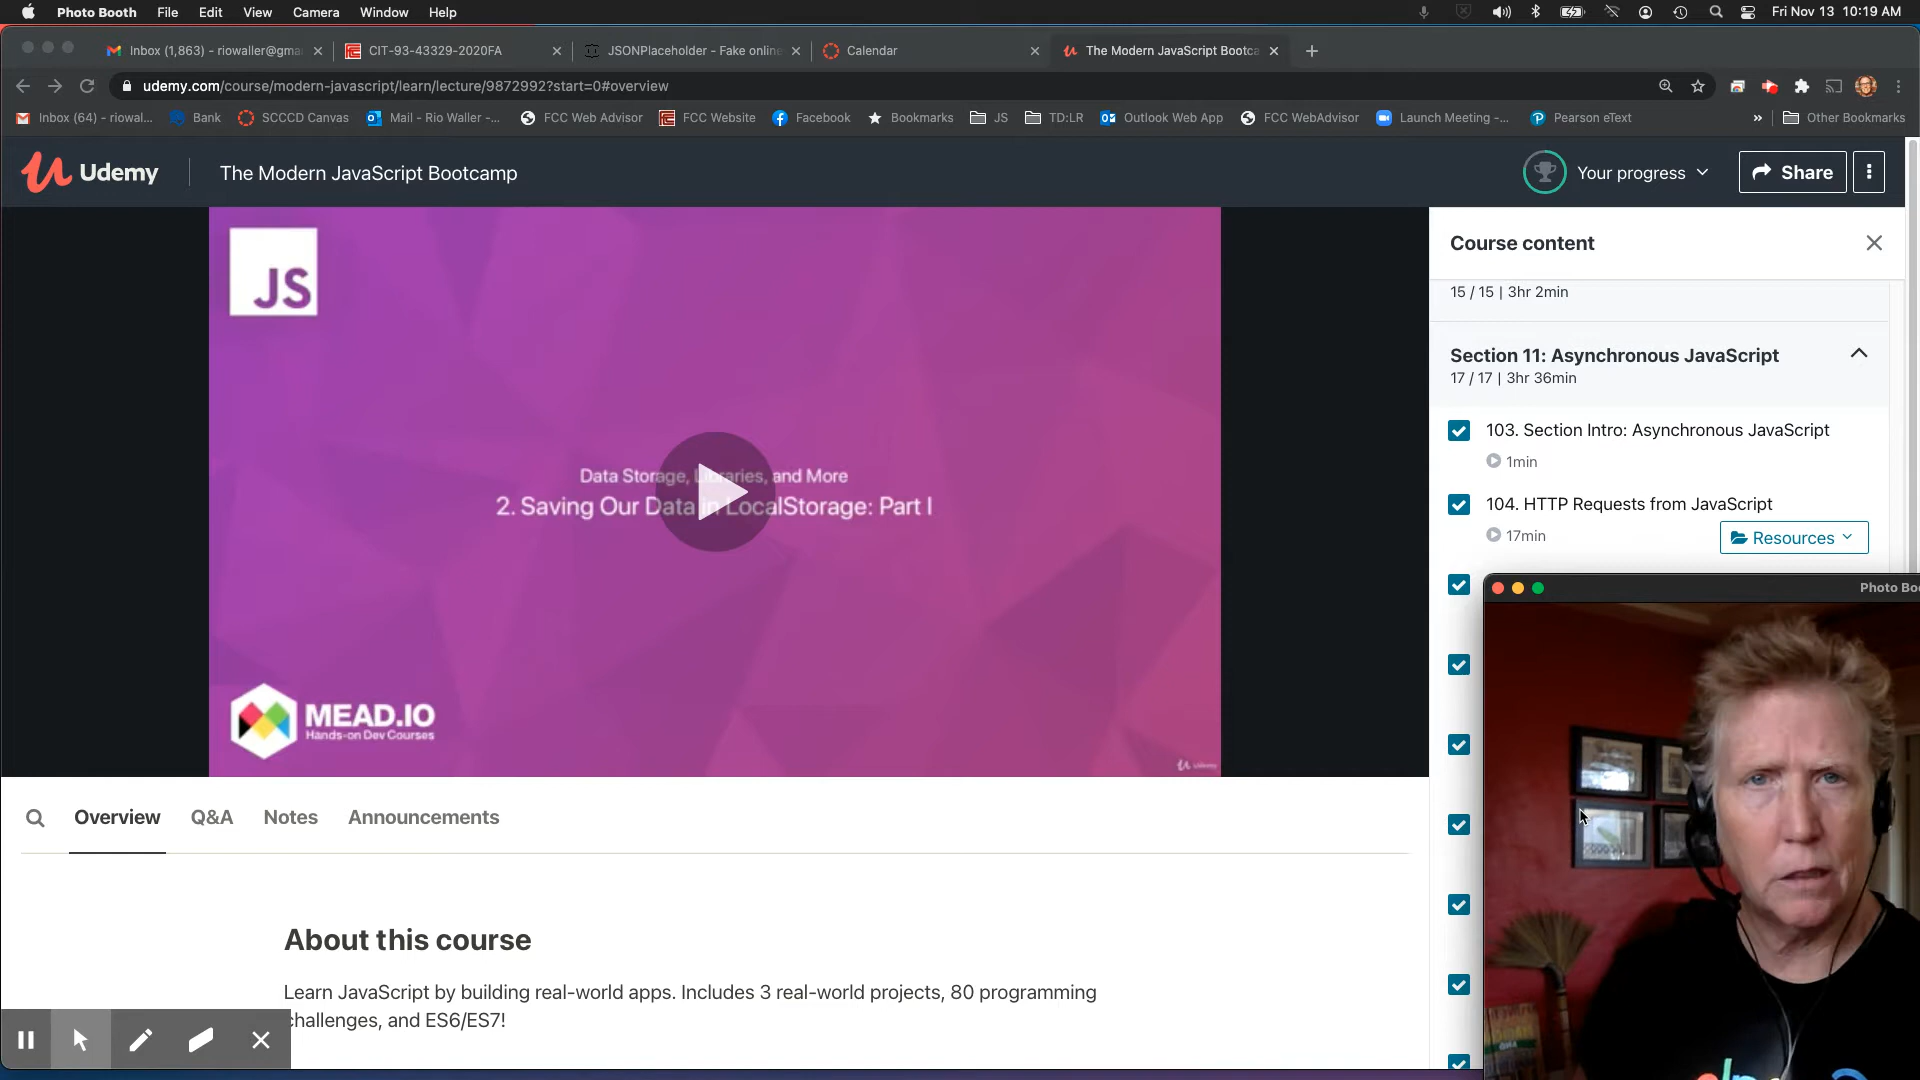 Photo Booth File Edit View Camera Window Help Fri Nov 13 10:19 AM
Inbox (1,863) - riowaller@gma CIT-93-43329-2020FA JSONPlaceholder - Fake online Calendar The Modern JavaScript Bootca
udemy.com/course/modern-javascript/learn/lecture/9872992?start=0#overview
Inbox (64) - riowal... Bank SCCCD Canvas Mail - Rio Waller -... FCC Web Advisor FCC Website Facebook Bookmarks JS TD:LR Outlook Web App FCC WebAdvisor Launch Meeting -... Pearson eText » Other Bookmarks
Udemy The Modern JavaScript Bootcamp Your progress Share
JS
Data Storage, Libraries, and More
2. Saving Our Data in LocalStorage: Part I
MEAD.IO
Hands-on Dev Courses
Udemy
Course content
15 / 15 | 3hr 2min
Section 11: Asynchronous JavaScript
17 / 17 | 3hr 36min
103. Section Intro: Asynchronous JavaScript
1min
104. HTTP Requests from JavaScript
17min
Resources
Photo Boo
Overview Q&A Notes Announcements
About this course
Learn JavaScript by building real-world apps. Includes 3 real-world projects, 80 programming
challenges, and ES6/ES7!